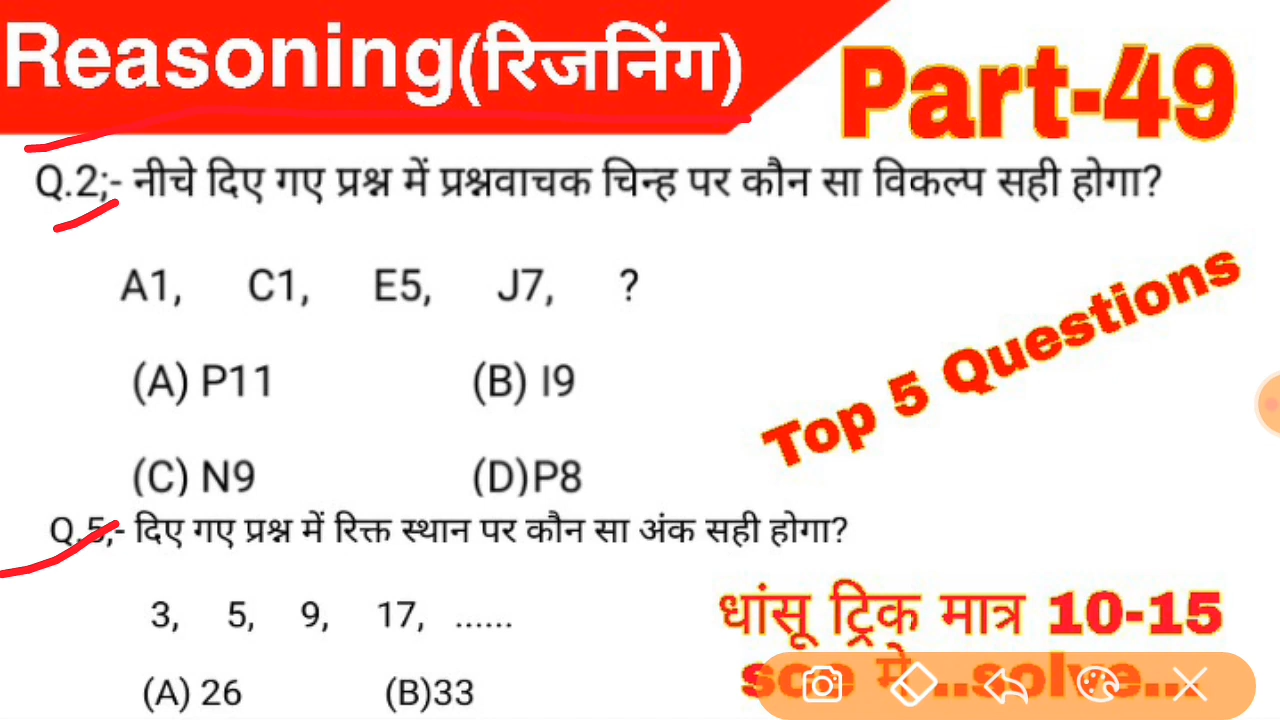 Reasoning(रिजनिंग)
Part-49
Q.2;- नीचे दिए गए प्रश्न में प्रश्नवाचक चिन्ह पर कौन सा विकल्प सही होगा?
A1, C1, E5, J7, ?
(A) P11 (B) I9
(C) N9 (D)P8
Top 5 Questions
Q.5;- दिए गए प्रश्न में रिक्त स्थान पर कौन सा अंक सही होगा?
3, 5, 9, 17, ......
(A) 26 (B)33
धांसू ट्रिक मात्र 10-15
में...solve...